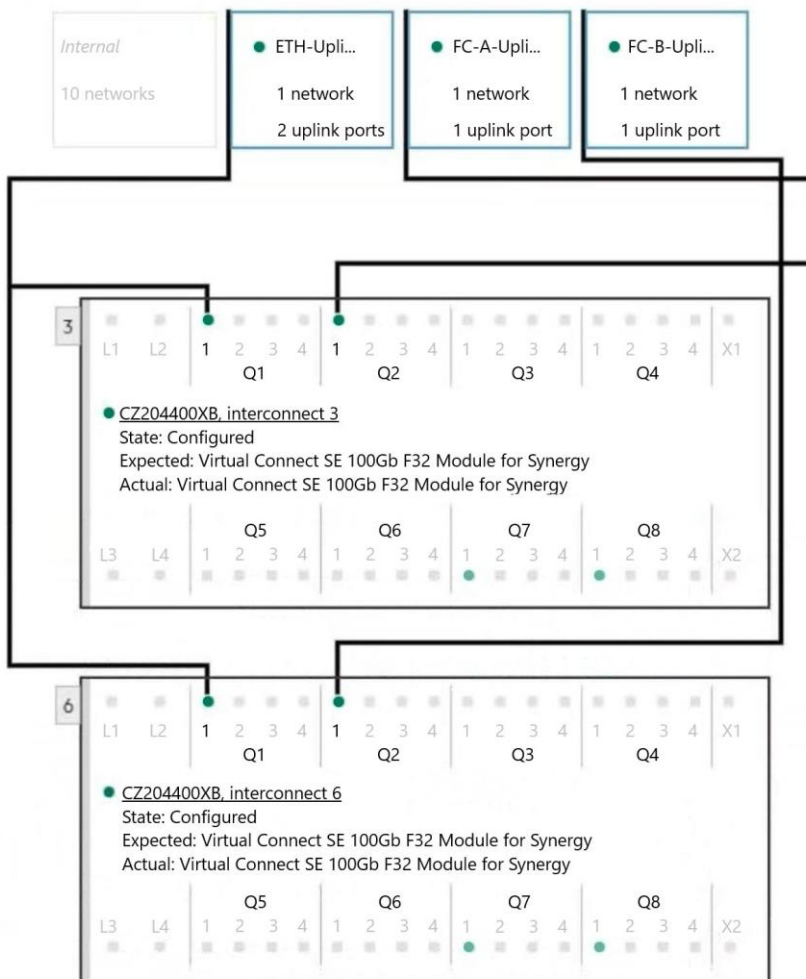 Internal
10 networks
ETH-Upli...
1 network
2 uplink ports
FC-A-Upli...
1 network
1 uplink port
FC-B-Upli...
1 network
1 uplink port
3
L1 L2 1 2 3 4 1 2 3 4 1 2 3 4 1 2 3 4 X1
Q1 Q2 Q3 Q4
CZ204400XB, interconnect 3
State: Configured
Expected: Virtual Connect SE 100Gb F32 Module for Synergy
Actual: Virtual Connect SE 100Gb F32 Module for Synergy
Q5 Q6 Q7 Q8
L3 L4 1 2 3 4 1 2 3 4 1 2 3 4 1 2 3 4 X2
6
L1 L2 1 2 3 4 1 2 3 4 1 2 3 4 1 2 3 4 X1
Q1 Q2 Q3 Q4
CZ204400XB, interconnect 6
State: Configured
Expected: Virtual Connect SE 100Gb F32 Module for Synergy
Actual: Virtual Connect SE 100Gb F32 Module for Synergy
Q5 Q6 Q7 Q8
L3 L4 1 2 3 4 1 2 3 4 1 2 3 4 1 2 3 4 X2